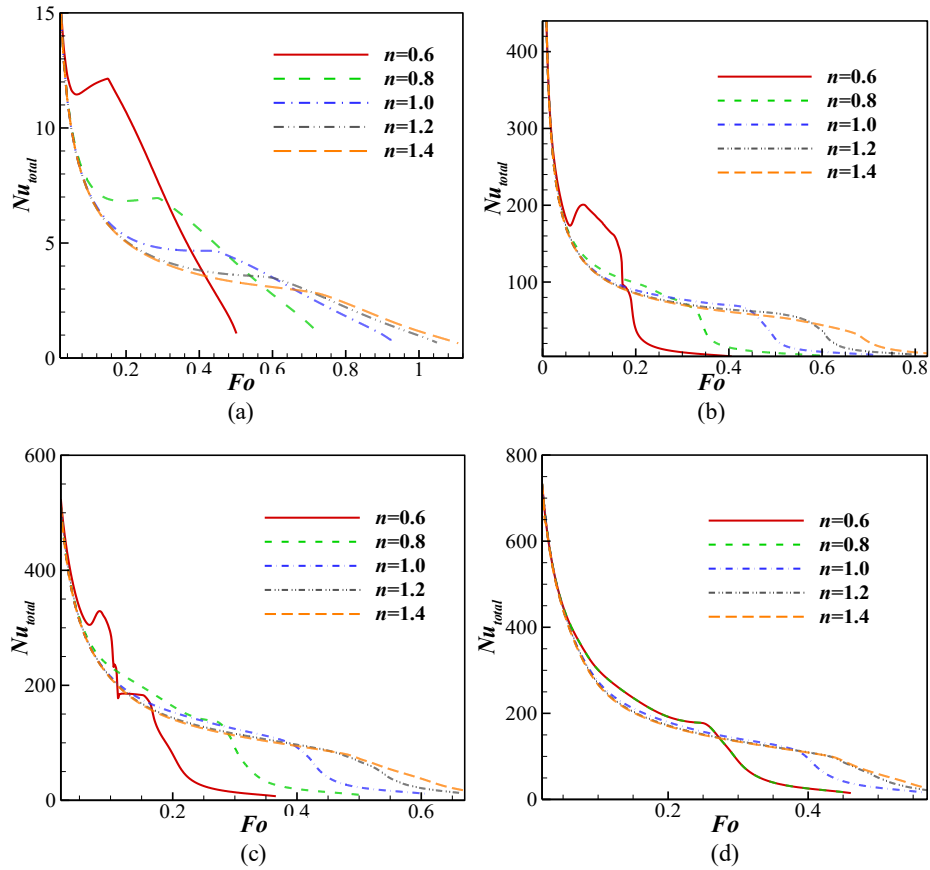 15
10
5
0
Nu_total
n=0.6
n=0.8
n=1.0
n=1.2
n=1.4
0.2
0.4
0.6
0.8
1
Fo
(a)
400
300
200
100
Nu_total
n=0.6
n=0.8
n=1.0
n=1.2
n=1.4
0
0.2
0.4
0.6
0.8
Fo
(b)
600
400
200
0
Nu_total
n=0.6
n=0.8
n=1.0
n=1.2
n=1.4
0.2
0.4
0.6
Fo
(c)
800
600
400
200
0
Nu_total
n=0.6
n=0.8
n=1.0
n=1.2
n=1.4
0.2
0.4
Fo
(d)